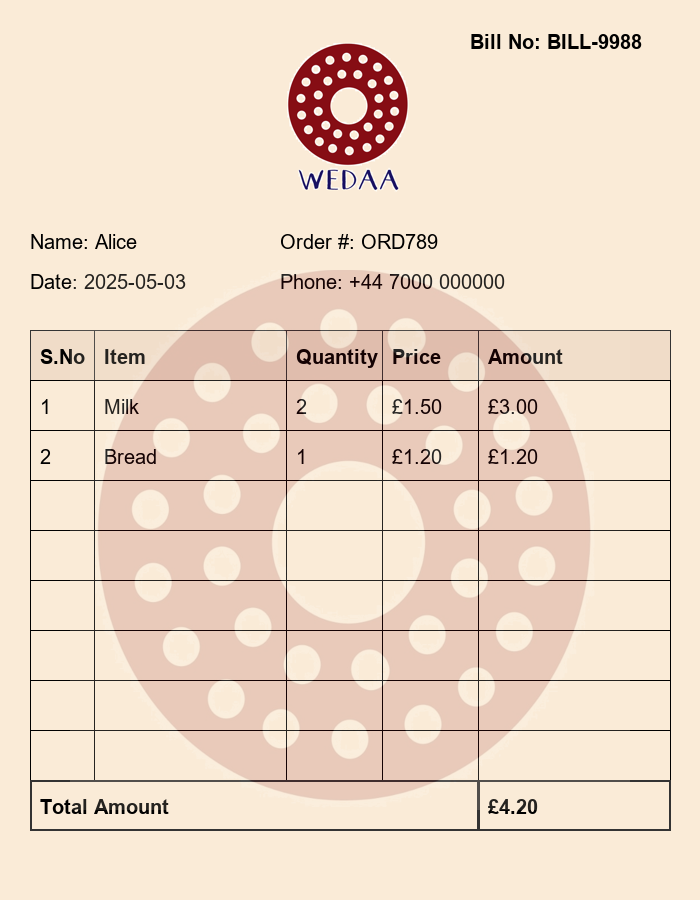 Bill No: BILL-9988
WEDAA
Name: Alice Order #: ORD789
Date: 2025-05-03 Phone: +44 7000 000000
S.No Item Quantity Price Amount
1 Milk 2 £1.50 £3.00
2 Bread 1 £1.20 £1.20
Total Amount £4.20